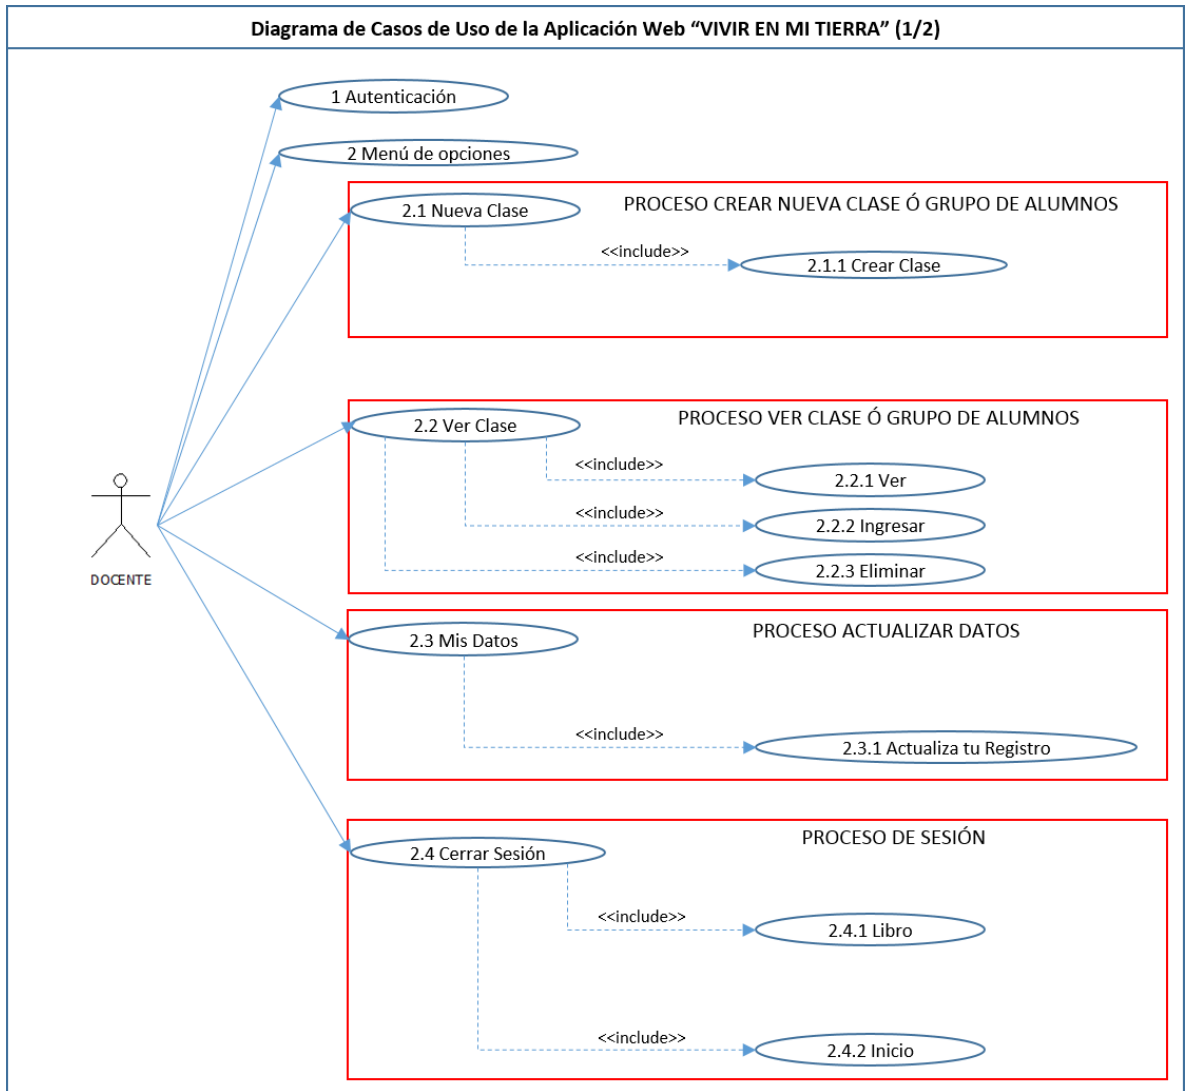 Diagrama de Casos de Uso de la Aplicación Web “VIVIR EN MI TIERRA” (1/2)
1 Autenticación
2 Menú de opciones
PROCESO CREAR NUEVA CLASE Ó GRUPO DE ALUMNOS
2.1 Nueva Clase
<<include>>
2.1.1 Crear Clase
PROCESO VER CLASE Ó GRUPO DE ALUMNOS
2.2 Ver Clase
<<include>>
2.2.1 Ver
<<include>>
2.2.2 Ingresar
<<include>>
2.2.3 Eliminar
DOCENTE
PROCESO ACTUALIZAR DATOS
2.3 Mis Datos
<<include>>
2.3.1 Actualiza tu Registro
PROCESO DE SESIÓN
2.4 Cerrar Sesión
<<include>>
2.4.1 Libro
<<include>>
2.4.2 Inicio